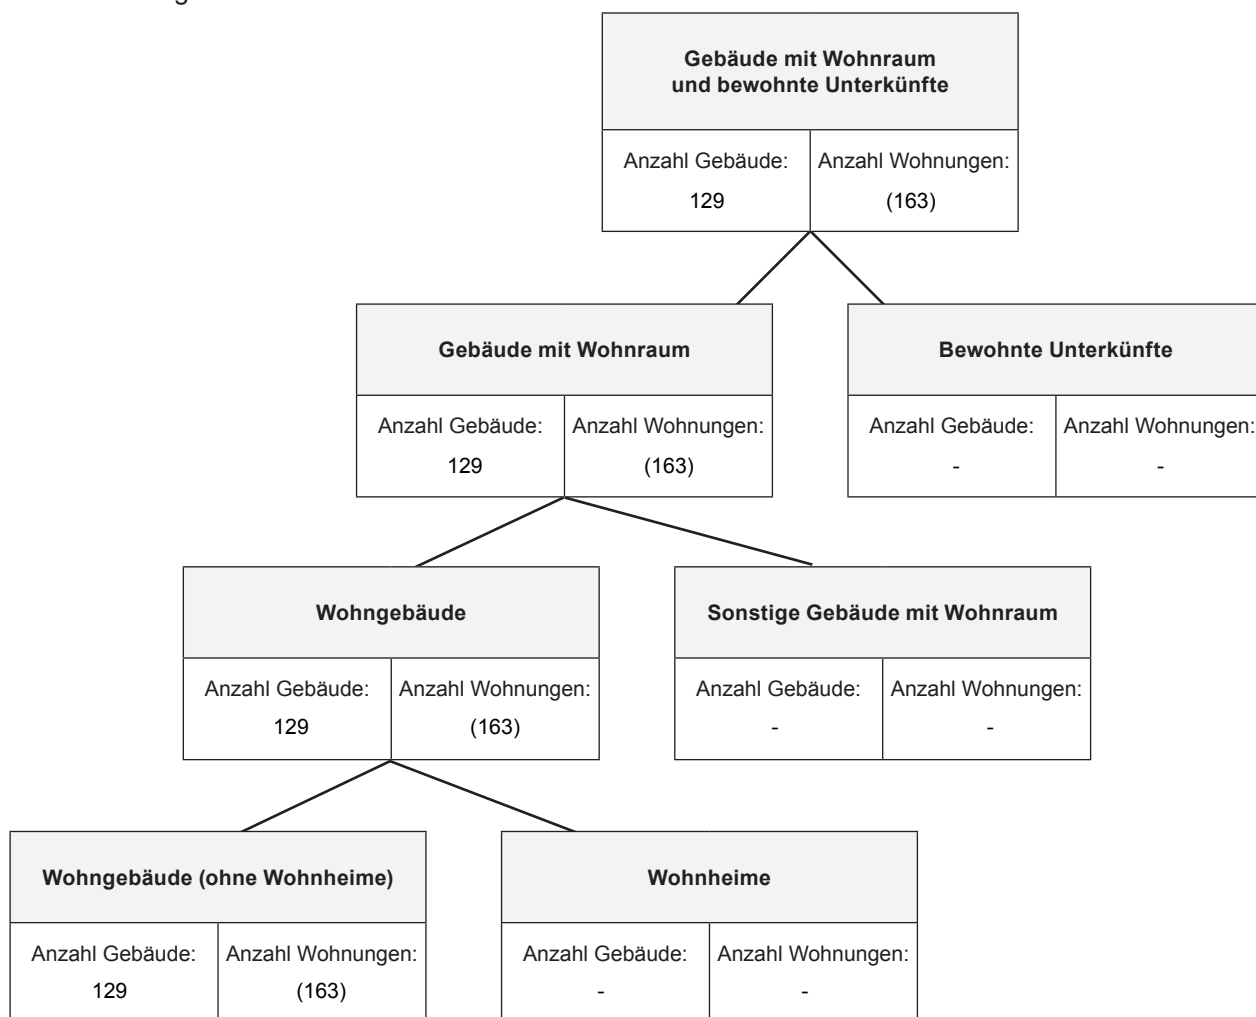 Gebäude mit Wohnraum
und bewohnte Unterkünfte
Anzahl Gebäude: Anzahl Wohnungen:
129 (163)
Gebäude mit Wohnraum
Anzahl Gebäude: Anzahl Wohnungen:
129 (163)
Bewohnte Unterkünfte
Anzahl Gebäude: Anzahl Wohnungen:
- -
Wohngebäude
Anzahl Gebäude: Anzahl Wohnungen:
129 (163)
Sonstige Gebäude mit Wohnraum
Anzahl Gebäude: Anzahl Wohnungen:
- -
Wohngebäude (ohne Wohnheime)
Anzahl Gebäude: Anzahl Wohnungen:
129 (163)
Wohnheime
Anzahl Gebäude: Anzahl Wohnungen:
- -